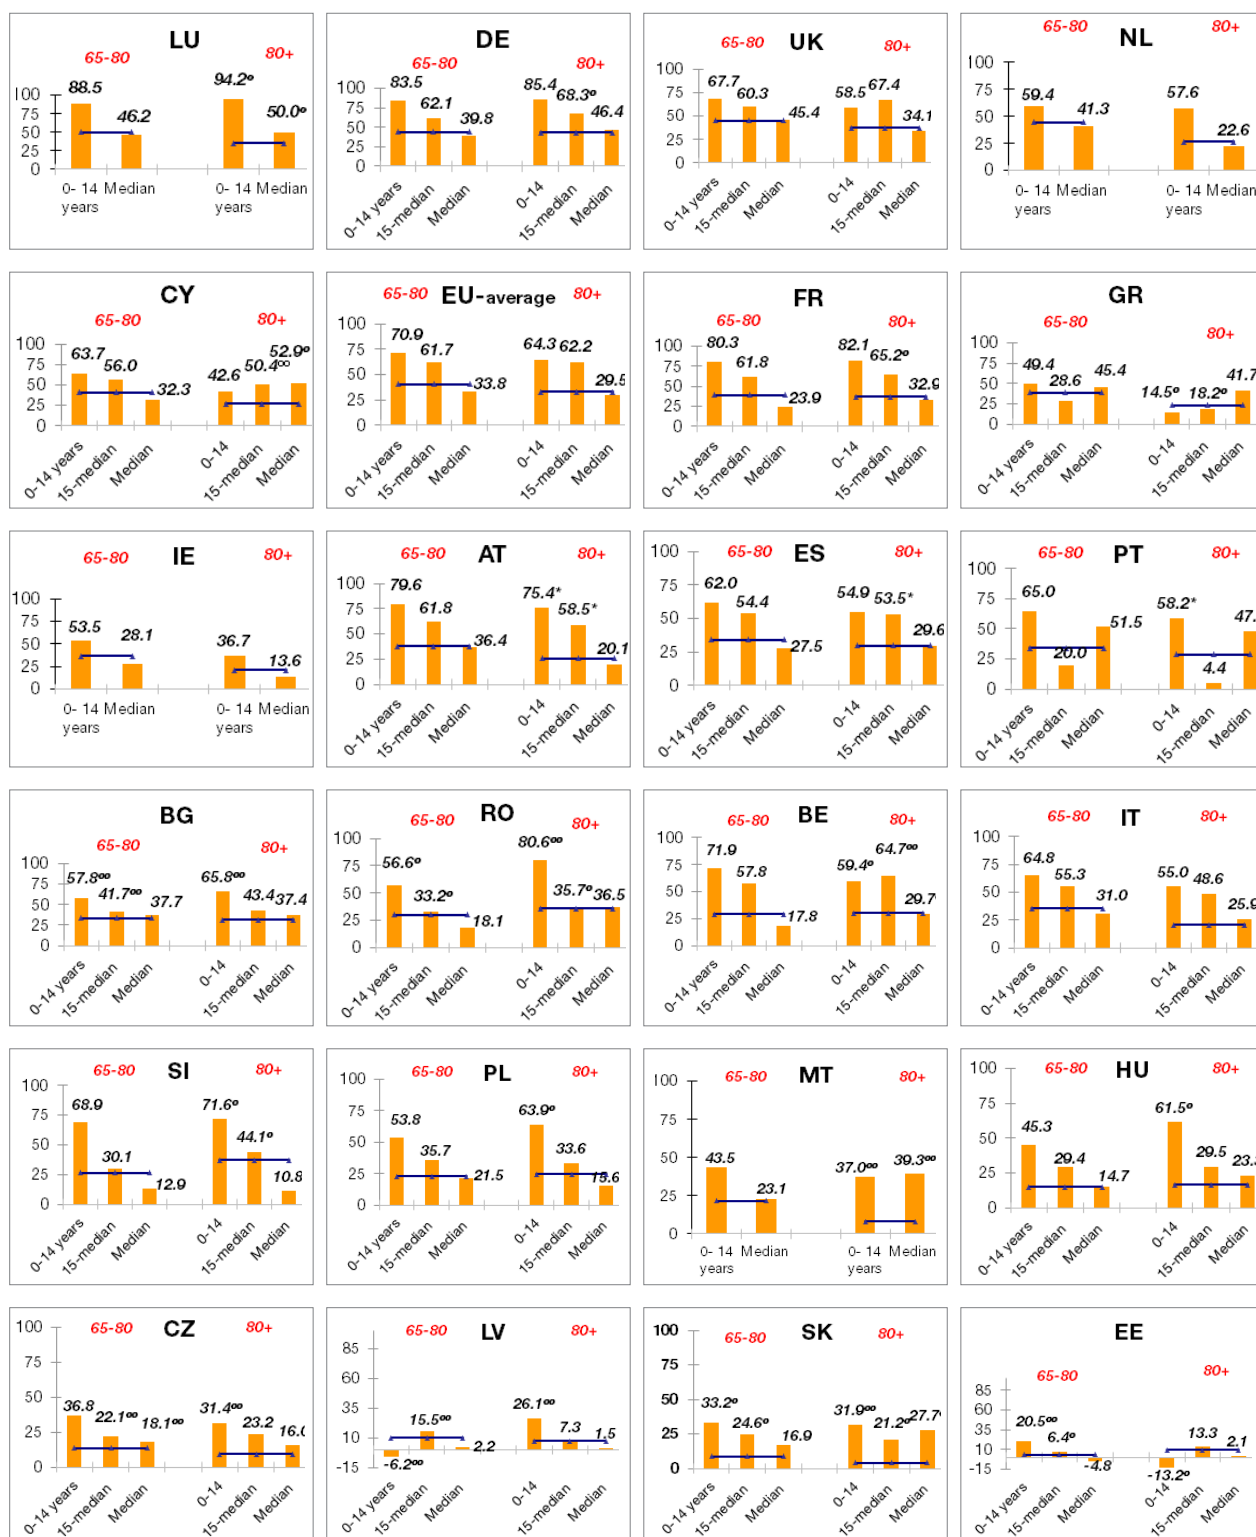 LU
65-80
80+
88.5
46.2
94.2º
50.0º
100
75
50
25
0
0- 14 Median
years
0- 14 Median
years
DE
65-80
80+
83.5
62.1
39.8
85.4
68.3º
46.4
100
75
50
25
0
0-14 years
15-median
Median
0-14
15-median
Median
UK
65-80
80+
67.7
60.3
45.4
58.5
67.4
34.1
100
75
50
25
0
0-14 years
15-median
Median
0-14
15-median
Median
NL
65-80
80+
59.4
41.3
57.6
22.6
100
75
50
25
0
0- 14 Median
years
0- 14 Median
years
CY
65-80
80+
63.7
56.0
32.3
42.6
50.4ºº
52.9º
100
75
50
25
0
0-14 years
15-median
Median
0-14
15-median
Median
EU-average
65-80
80+
70.9
61.7
33.8
64.3
62.2
29.5
100
75
50
25
0
0-14 years
15-median
Median
0-14
15-median
Median
FR
65-80
80+
80.3
61.8
23.9
82.1
65.2º
32.9
100
75
50
25
0
0-14 years
15-median
Median
0-14
15-median
Median
GR
65-80
80+
49.4
28.6
45.4
14.5º
18.2º
41.7
100
75
50
25
0
0-14 years
15-median
Median
0-14
15-median
Median
IE
65-80
80+
53.5
28.1
36.7
13.6
100
75
50
25
0
0- 14 Median
years
0- 14 Median
years
AT
65-80
80+
79.6
61.8
36.4
75.4*
58.5*
20.1
100
75
50
25
0
0-14 years
15-median
Median
0-14
15-median
Median
ES
65-80
80+
62.0
54.4
27.5
54.9
53.5*
29.6
100
75
50
25
0
0-14 years
15-median
Median
0-14
15-median
Median
PT
65-80
80+
65.0
20.0
51.5
58.2*
4.4
47.
100
75
50
25
0
0-14 years
15-median
Median
0-14
15-median
Median
BG
65-80
80+
57.8ºº
41.7ºº
37.7
65.8ºº
43.4
37.4
100
75
50
25
0
0-14 years
15-median
Median
0-14
15-median
Median
RO
65-80
80+
56.6º
33.2º
18.1
80.6ºº
35.7º
36.5
100
75
50
25
0
0-14 years
15-median
Median
0-14
15-median
Median
BE
65-80
80+
71.9
57.8
17.8
59.4º
64.7ºº
29.7
100
75
50
25
0
0-14 years
15-median
Median
0-14
15-median
Median
IT
65-80
80+
64.8
55.3
31.0
55.0
48.6
25.9
100
75
50
25
0
0-14 years
15-median
Median
0-14
15-median
Median
SI
65-80
80+
68.9
30.1
12.9
71.6º
44.1º
10.8
100
75
50
25
0
0-14 years
15-median
Median
0-14
15-median
Median
PL
65-80
80+
53.8
35.7
21.5
63.9º
33.6
15.6
100
75
50
25
0
0-14 years
15-median
Median
0-14
15-median
Median
MT
65-80
80+
43.5
23.1
37.0ºº
39.3ºº
100
75
50
25
0
0- 14 Median
years
0- 14 Median
years
HU
65-80
80+
45.3
29.4
14.7
61.5º
29.5
23.
100
75
50
25
0
0-14 years
15-median
Median
0-14
15-median
Median
CZ
65-80
80+
36.8
22.1ºº
18.1ºº
31.4ºº
23.2
16.0
100
75
50
25
0
0-14 years
15-median
Median
0-14
15-median
Median
LV
65-80
80+
-6.2ºº
15.5ºº
2.2
26.1ºº
7.3
1.5
85
60
35
10
-15
0-14 years
15-median
Median
0-14
15-median
Median
SK
65-80
80+
33.2º
24.6º
16.9
31.9ºº
21.2º
27.7
100
75
50
25
0
0-14 years
15-median
Median
0-14
15-median
Median
EE
65-80
80+
20.5ºº
6.4º
-4.8
-13.2º
13.3
2.1
85
60
35
10
-15
0-14 years
15-median
Median
0-14
15-median
Median